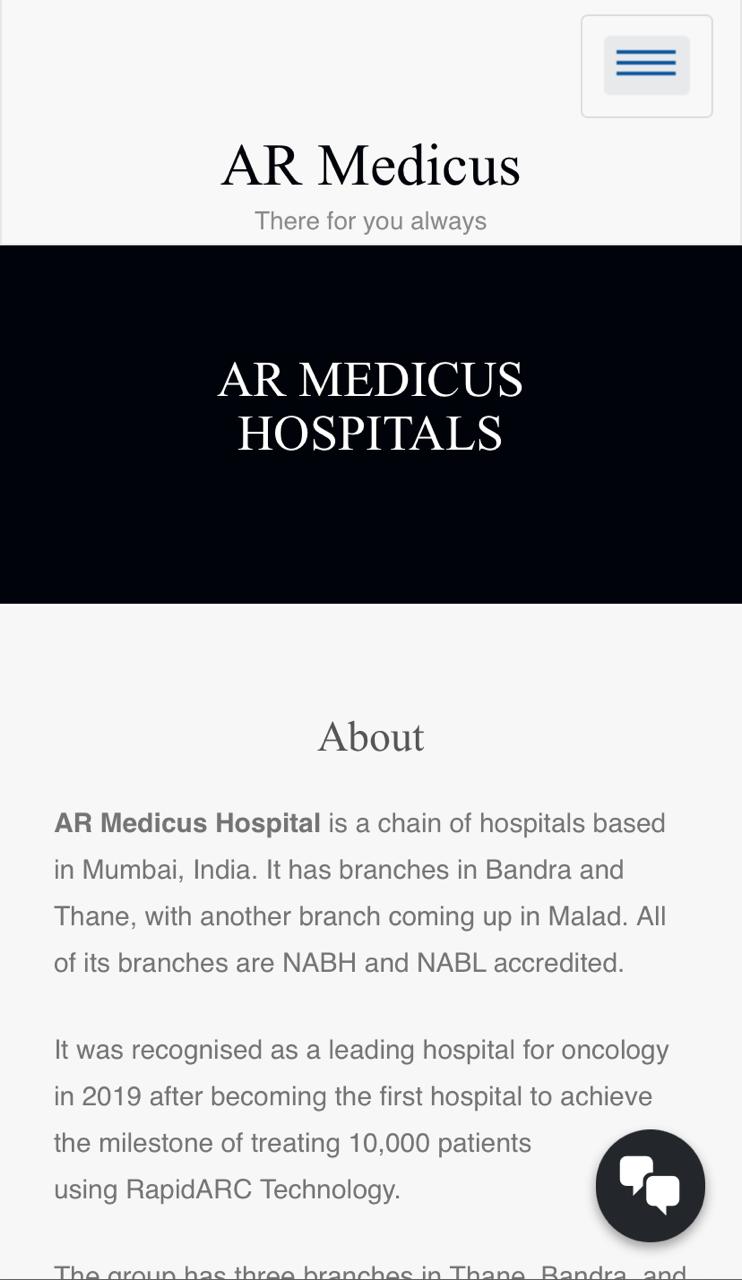 AR Medicus
There for you always
AR MEDICUS
HOSPITALS
About
AR Medicus Hospital is a chain of hospitals based
in Mumbai, India. It has branches in Bandra and
Thane, with another branch coming up in Malad. All
of its branches are NABH and NABL accredited.
It was recognised as a leading hospital for oncology
in 2019 after becoming the first hospital to achieve
the milestone of treating 10,000 patients
using RapidARC Technology.
The group has three branches in Thane, Bandra, and